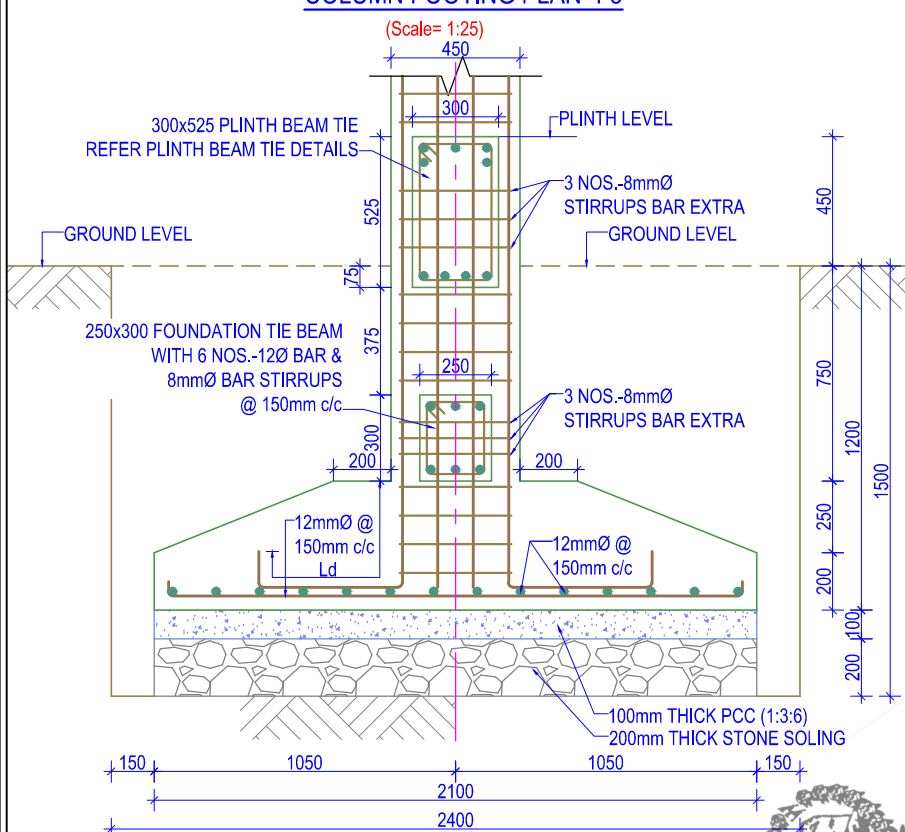 (Scale= 1:25)
450
300
300x525 PLINTH BEAM TIE
REFER PLINTH BEAM TIE DETAILS
PLINTH LEVEL
3 NOS.-8mmØ
STIRRUPS BAR EXTRA
525
450
GROUND LEVEL
GROUND LEVEL
75
250x300 FOUNDATION TIE BEAM
WITH 6 NOS.-12Ø BAR &
8mmØ BAR STIRRUPS
@ 150mm c/c
375
250
750
3 NOS.-8mmØ
STIRRUPS BAR EXTRA
300
1200
1500
200
200
12mmØ @
150mm c/c
Ld
12mmØ @
150mm c/c
250
200
100
200
100mm THICK PCC (1:3:6)
200mm THICK STONE SOLING
150
1050
1050
150
2100
2400